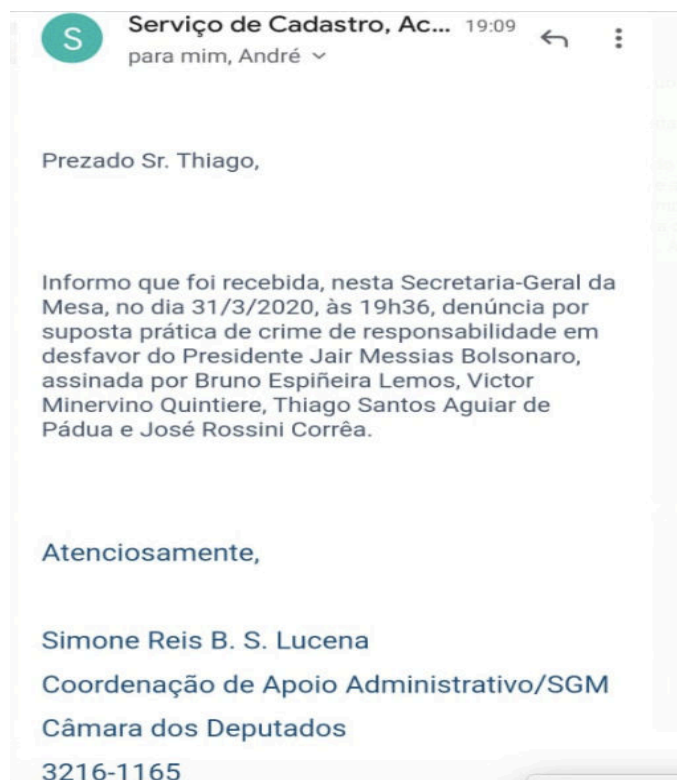 S
Serviço de Cadastro, Ac... 19:09
para mim, André
Prezado Sr. Thiago,
Informo que foi recebida, nesta Secretaria-Geral da
Mesa, no dia 31/3/2020, às 19h36, denúncia por
suposta prática de crime de responsabilidade em
desfavor do Presidente Jair Messias Bolsonaro,
assinada por Bruno Espiñeira Lemos, Victor
Minervino Quintiere, Thiago Santos Aguiar de
Pádua e José Rossini Corrêa.
Atenciosamente,
Simone Reis B. S. Lucena
Coordenação de Apoio Administrativo/SGM
Câmara dos Deputados
3216-1165